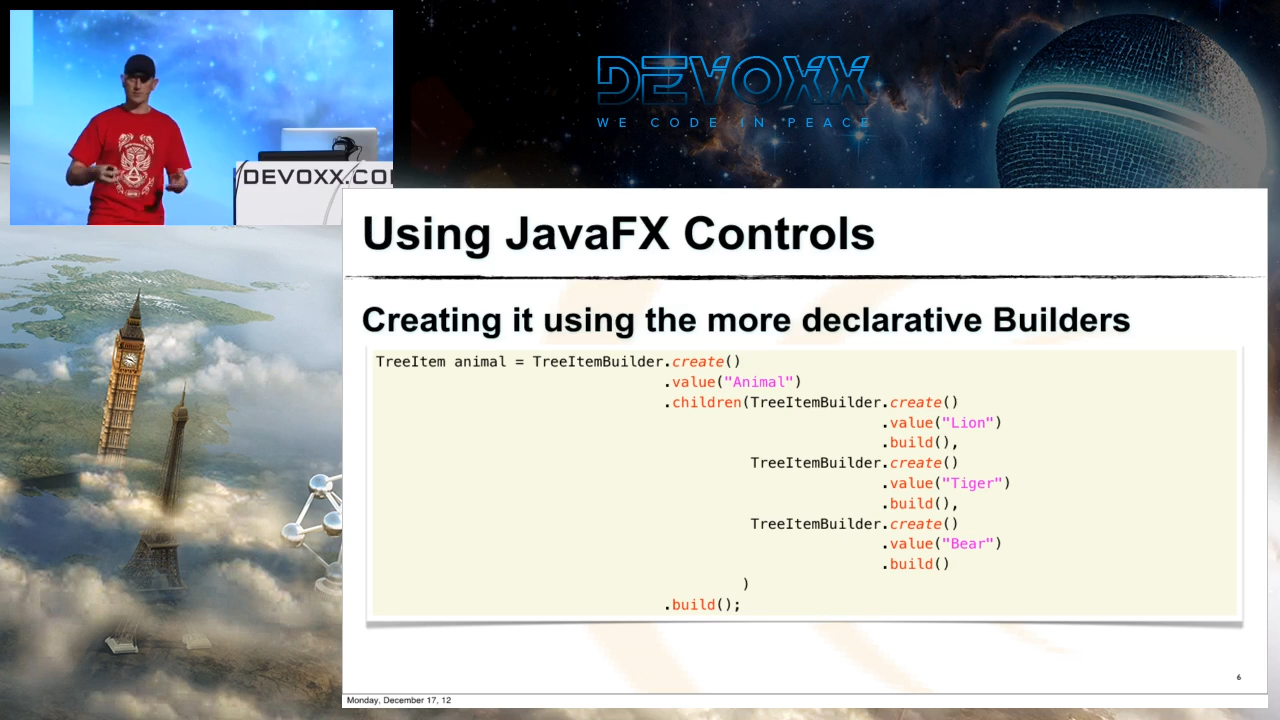 DEVOXX
WE CODE IN PEACE
DEVOXX.CO
Using JavaFX Controls
Creating it using the more declarative Builders
TreeItem animal = TreeItemBuilder.create()
.value("Animal")
.children(TreeItemBuilder.create()
.value("Lion")
.build(),
TreeItemBuilder.create()
.value("Tiger")
.build(),
TreeItemBuilder.create()
.value("Bear")
.build()
)
.build();
6
Monday, December 17, 12